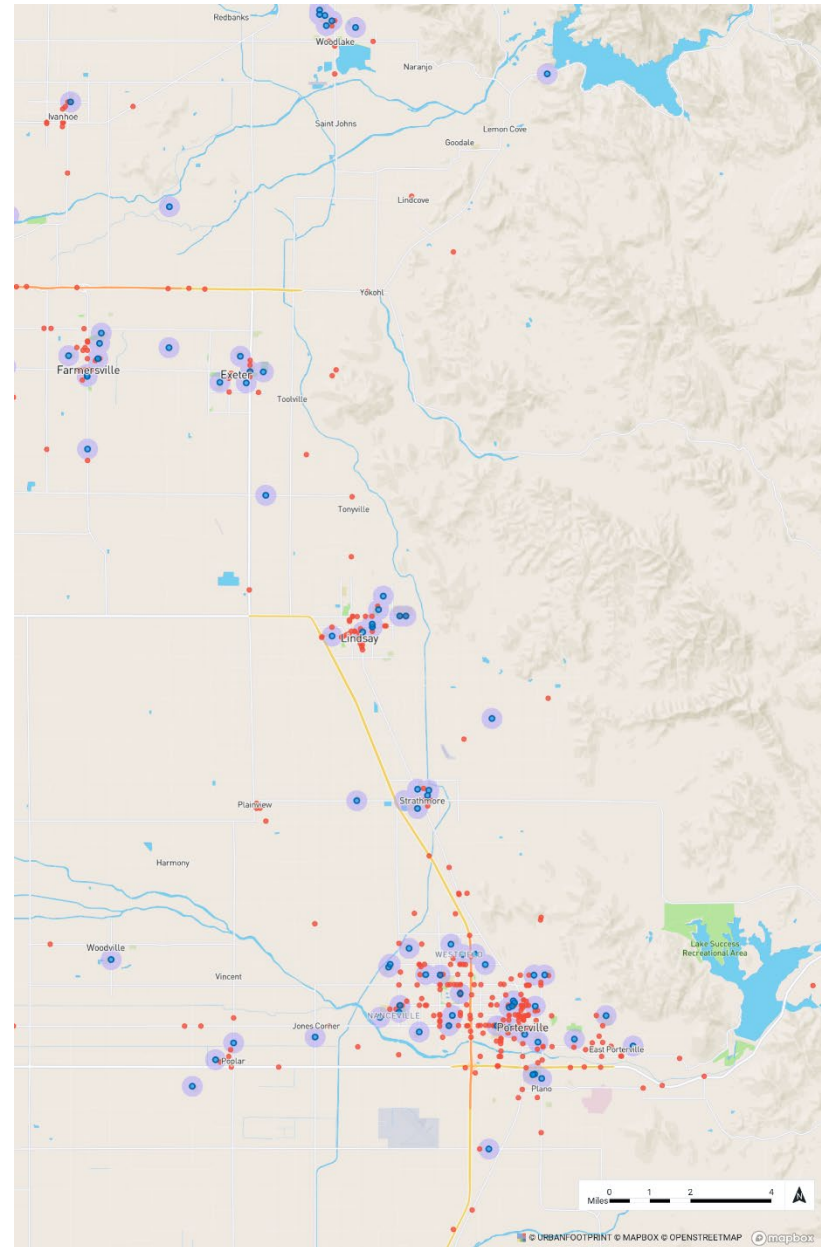 Redbanks
Woodlake
Naranjo
Ivanhoe
Saint Johns
Lemon Cove
Goodale
Lindcove
Yokohl
Farmersville
Exeter
Toolville
Tonyville
Lindsay
Plainview
Strathmore
Harmony
Woodville
WESTFIELD
Lake Success
Recreational Area
Vincent
NANCEVILLE
Jones Corner
Porterville
Poplar
East Porterville
Plano
0 1 2 4
Miles
N
© URBANFOOTPRINT © MAPBOX © OPENSTREETMAP
mapbox